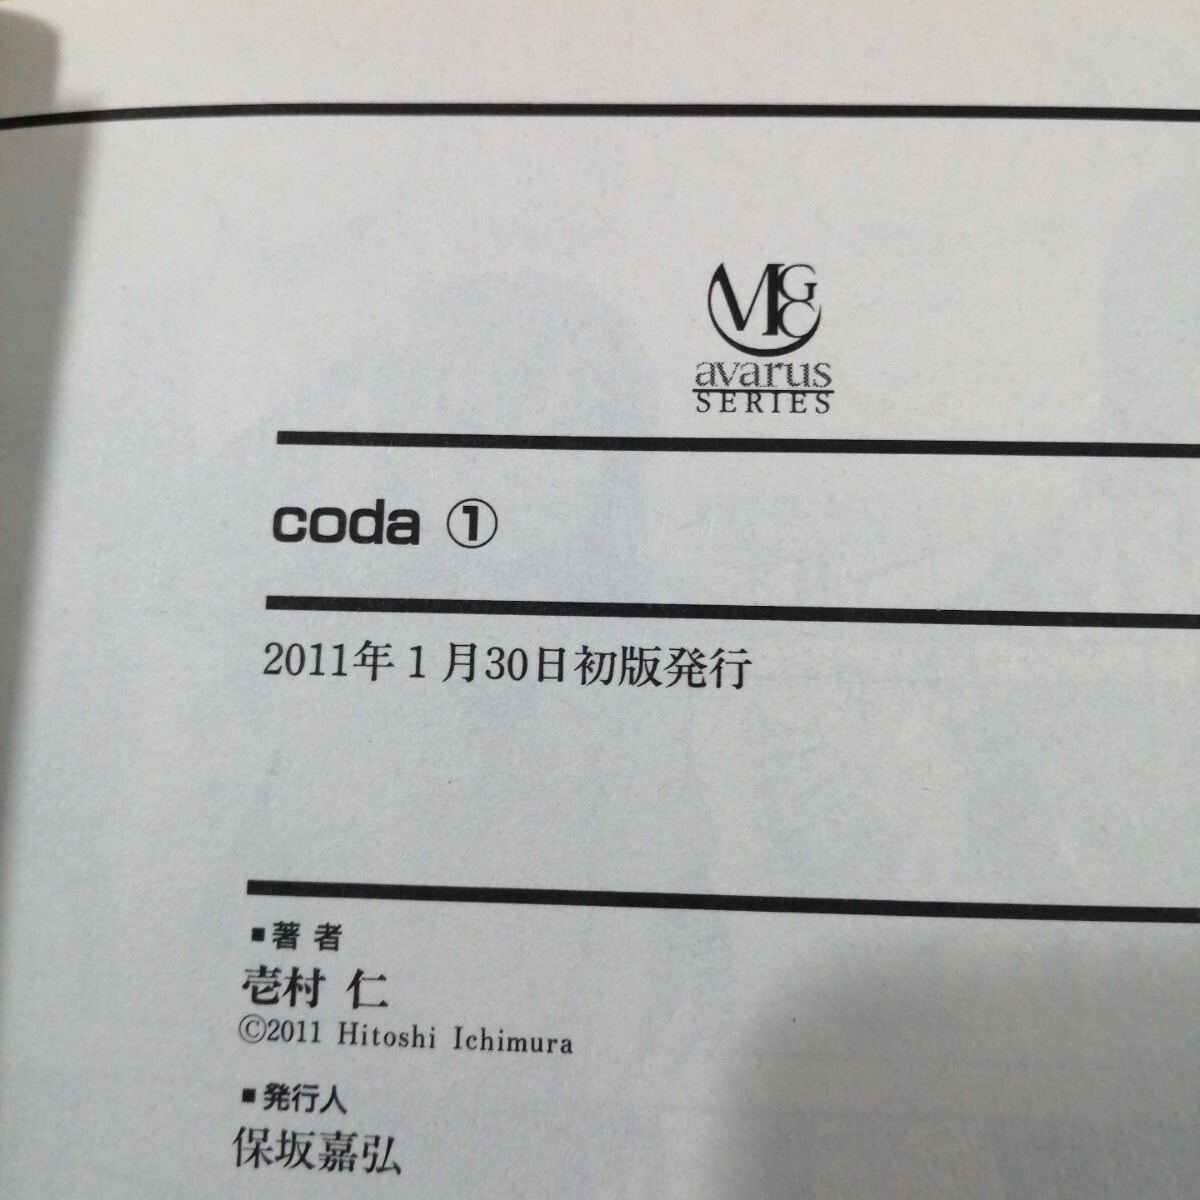 MGC
avarus
SERIES
coda ①
2011年1月30日初版発行
■著 者
壱村 仁
©2011 Hitoshi Ichimura
■発行人
保坂嘉弘